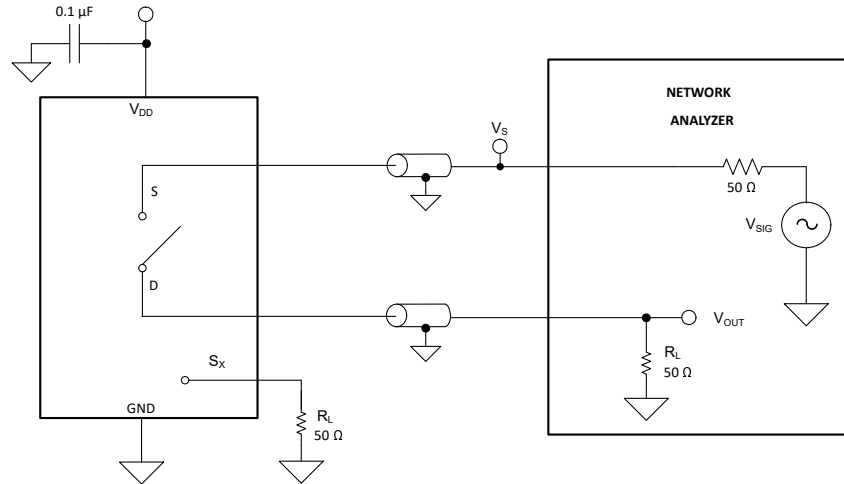 0.1 µF
V_DD
S
D
S_X
GND
R_L
50 Ω
V_S
NETWORK
ANALYZER
50 Ω
V_SIG
V_OUT
R_L
50 Ω